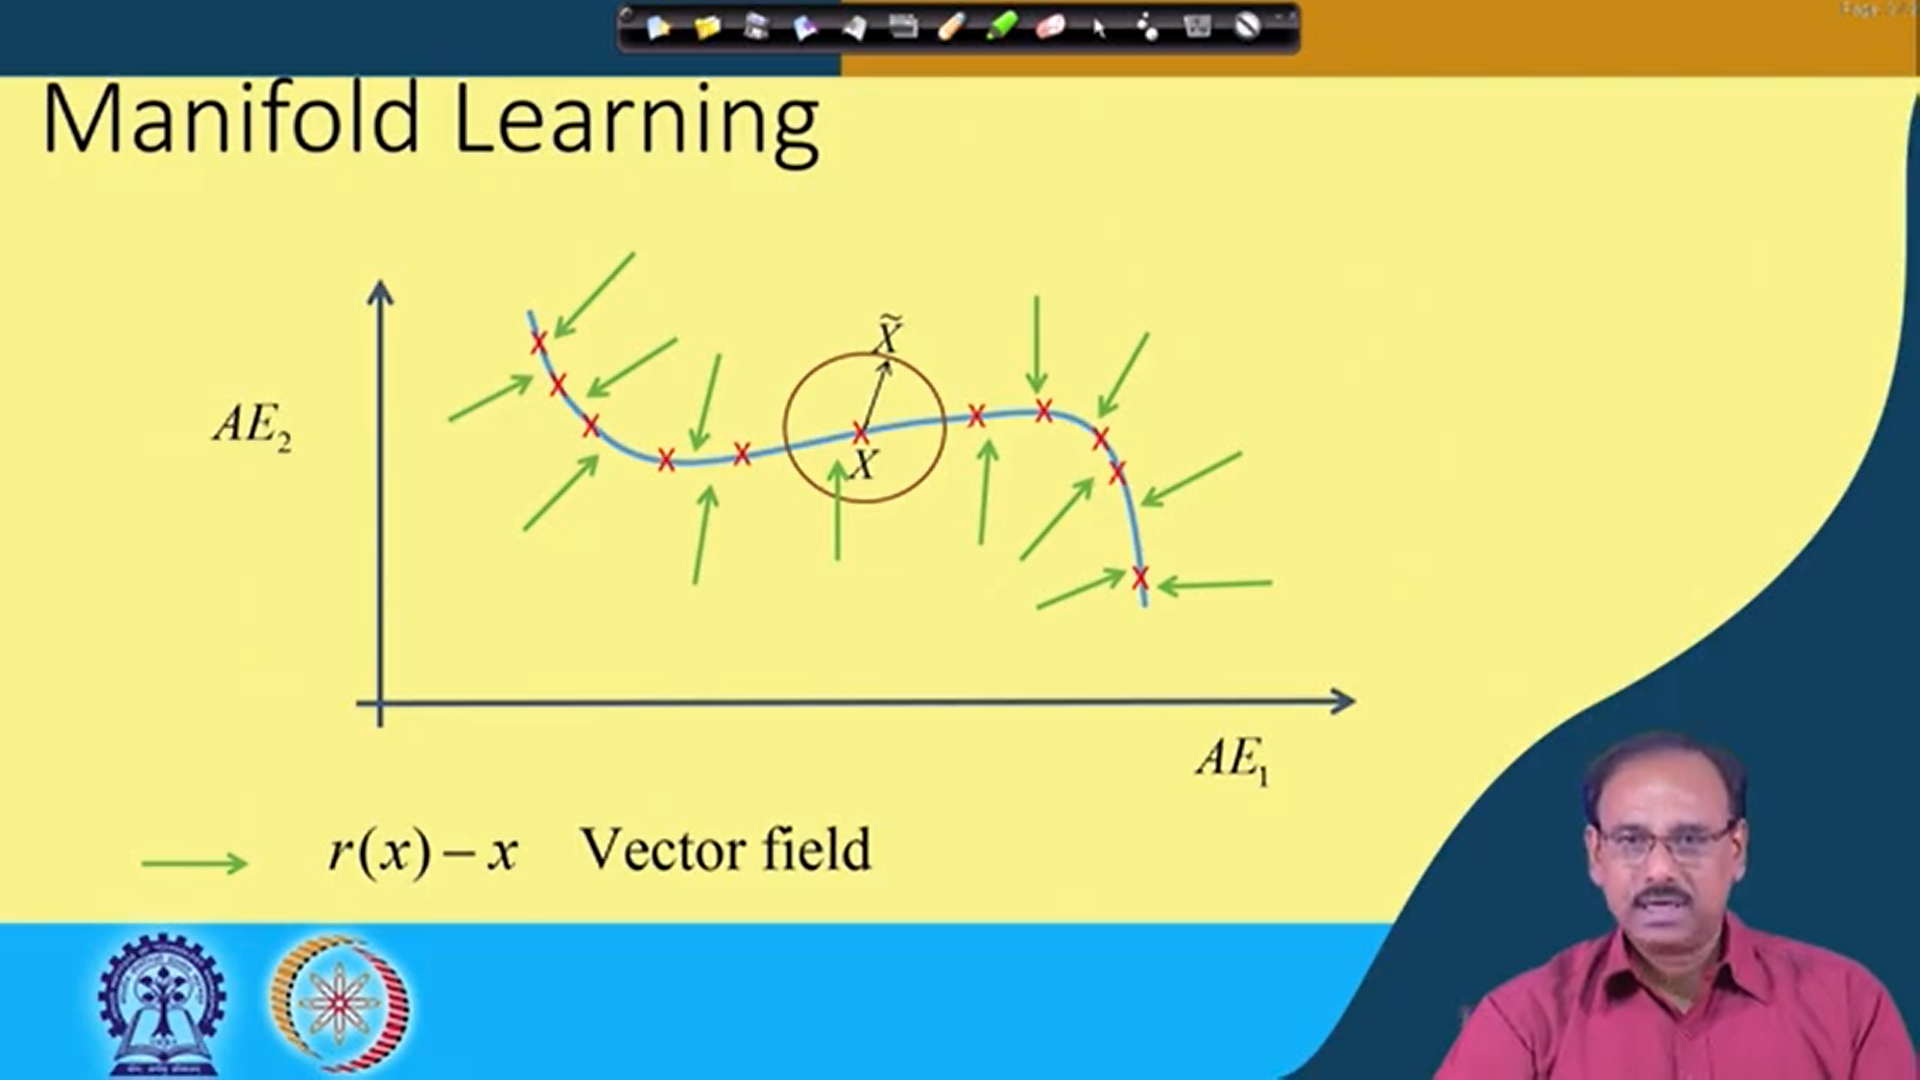 Manifold Learning
X̃
AE₂
X
AE₁
r(x) − x Vector field